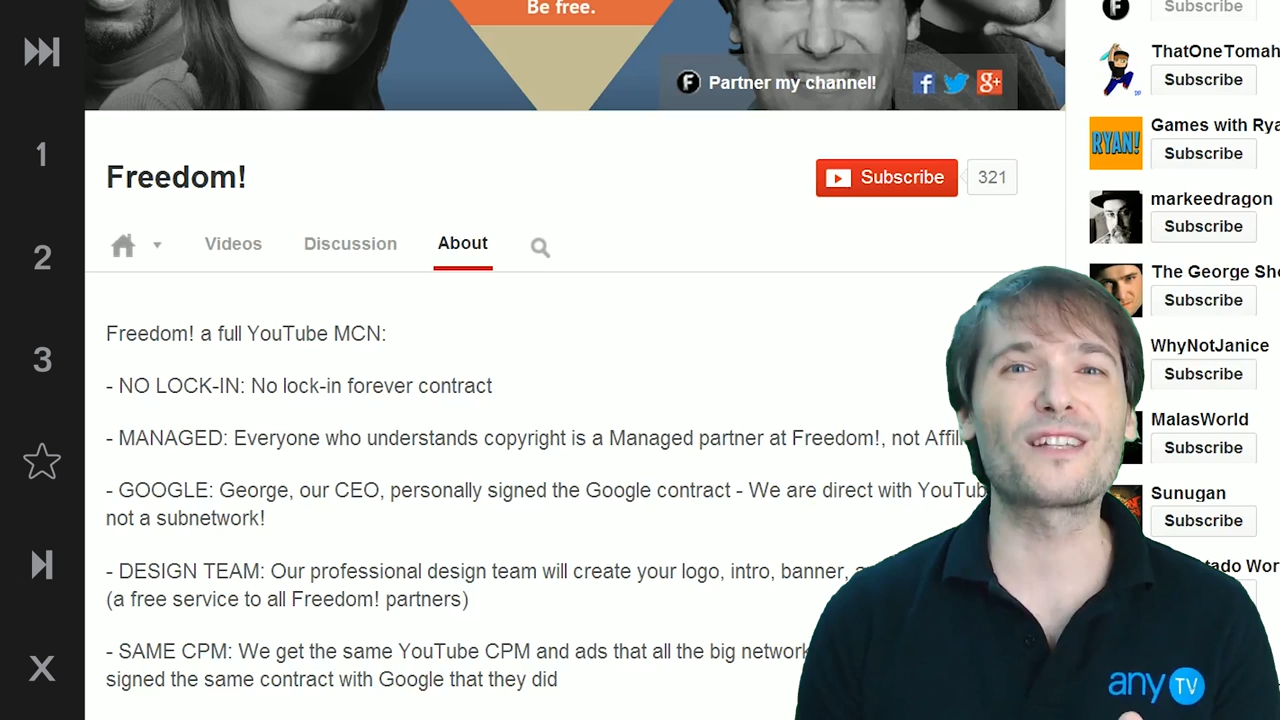 Be free.
Partner my channel!
Subscribe
ThatOneTomah
Subscribe
Games with Rya
Subscribe
markeedragon
Subscribe
The George Sho
Subscribe
WhyNotJanice
Subscribe
MalasWorld
Subscribe
Sunugan
Subscribe
tado Wor
Freedom!
Subscribe 321
Videos Discussion About
Freedom! a full YouTube MCN:
- NO LOCK-IN: No lock-in forever contract
- MANAGED: Everyone who understands copyright is a Managed partner at Freedom!, not Affil
- GOOGLE: George, our CEO, personally signed the Google contract - We are direct with YouTub
not a subnetwork!
- DESIGN TEAM: Our professional design team will create your logo, intro, banner,
(a free service to all Freedom! partners)
- SAME CPM: We get the same YouTube CPM and ads that all the big network
signed the same contract with Google that they did
1
2
3
X
any TV